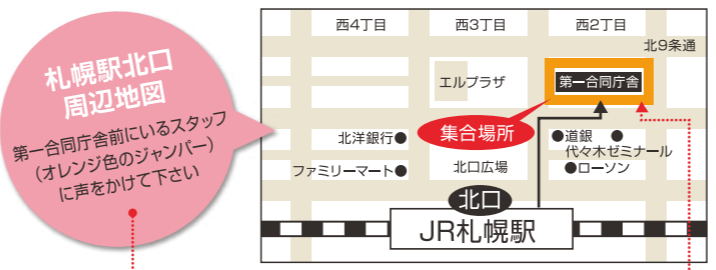 札幌駅北口
周辺地図
第一合同庁舎前にいるスタッフ
(オレンジ色のジャンパー)
に声をかけて下さい
西4丁目
西3丁目
西2丁目
北9条通
エルプラザ
第一合同庁舎
集合場所
北洋銀行●
●道銀 ●
代々木ゼミナール
ファミリーマート●
北口広場
●ローソン
北口
JR札幌駅